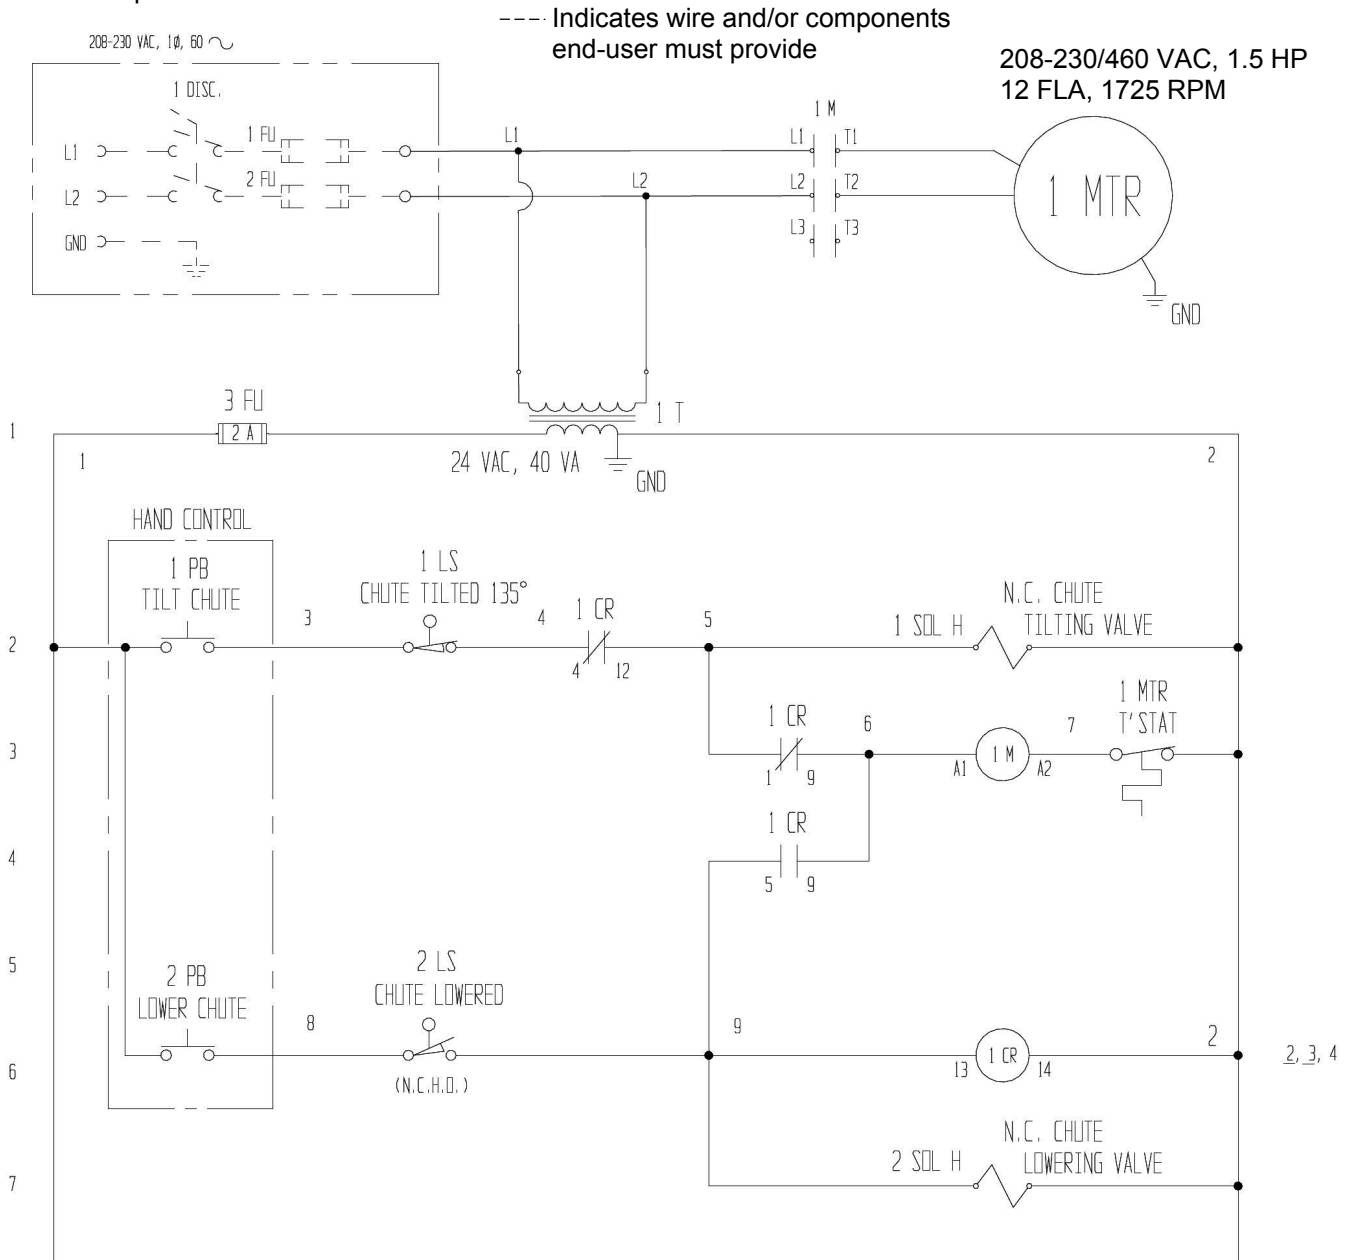 ---- Indicates wire and/or components
end-user must provide
208-230 VAC, 1Ø, 60 ~
208-230/460 VAC, 1.5 HP
12 FLA, 1725 RPM
1 DISC.
1 M
L1
1 FU
L1
L1
T1
L2
2 FU
L2
L2
T2
1 MTR
GND
L3
T3
GND
3 FU
1 T
1
2 A
1
24 VAC, 40 VA
GND
2
HAND CONTROL
1 PB
TILT CHUTE
3
1 LS
CHUTE TILTED 135°
4
1 CR
5
1 SOL H
N.C. CHUTE
TILTING VALVE
2
4
12
1 CR
6
7
1 MTR
T'STAT
3
1
9
A1
1 M
A2
1 CR
4
5
9
5
2 PB
LOWER CHUTE
8
2 LS
CHUTE LOWERED
9
2
6
(N.C.H.O.)
13
1 CR
14
2, 3, 4
2 SOL H
N.C. CHUTE
LOWERING VALVE
7